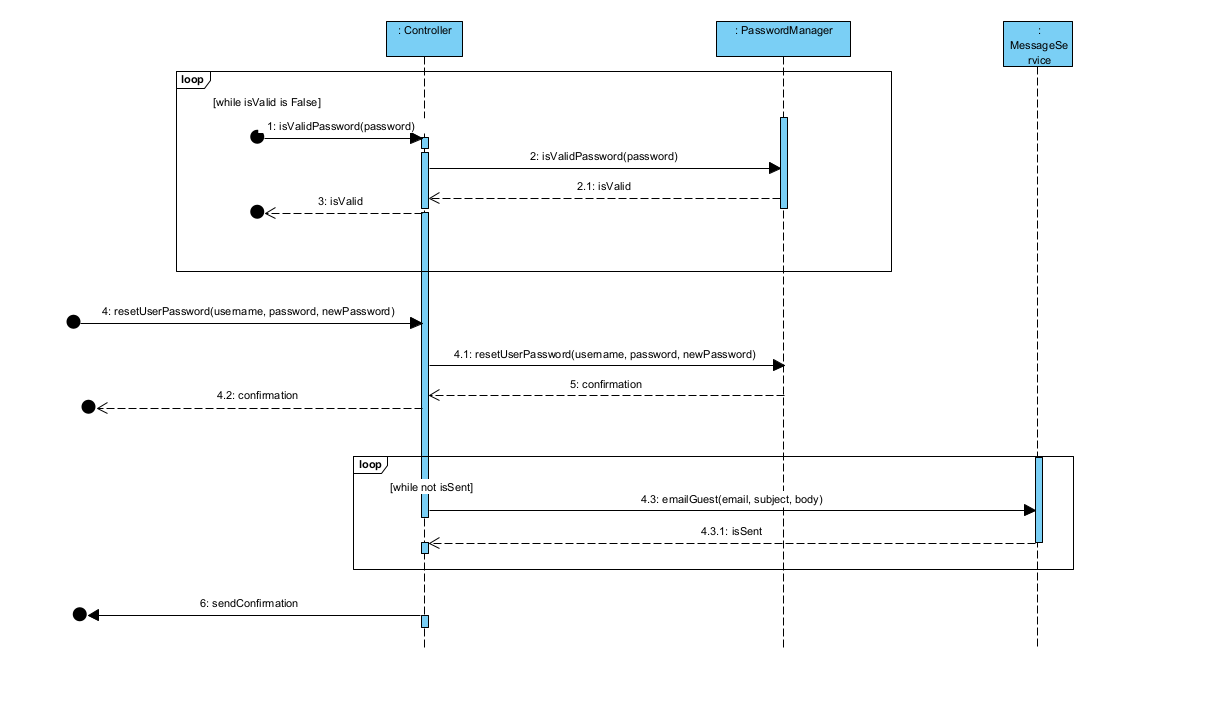 : Controller
: PasswordManager
:
MessageSe
rvice
loop
[while isValid is False]
1: isValidPassword(password)
2: isValidPassword(password)
2.1: isValid
3: isValid
4: resetUserPassword(username, password, newPassword)
4.1: resetUserPassword(username, password, newPassword)
5: confirmation
4.2: confirmation
loop
[while not isSent]
4.3: emailGuest(email, subject, body)
4.3.1: isSent
6: sendConfirmation